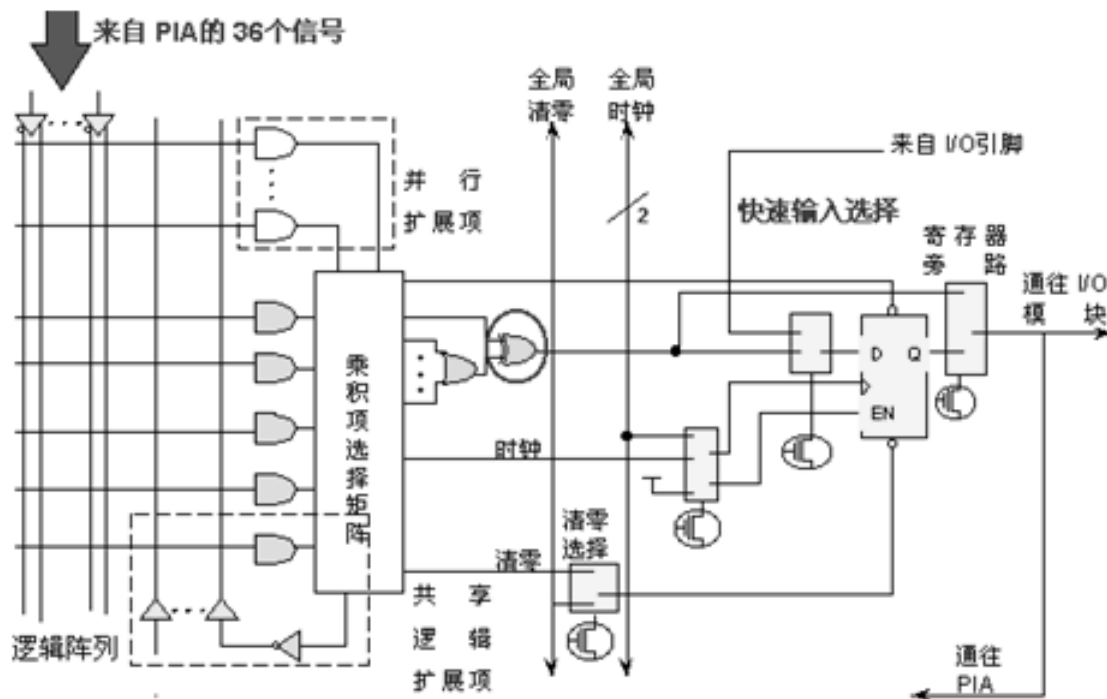 来自 PIA的 36个信号
全局
清零
全局
时钟
来自 I/O引脚
并 行
扩展项
2
快速输入选择
寄存器
旁 路
通往 I/O
模 块
乘积项选择矩阵
D Q
EN
时钟
清零
选择
清零
共 享
逻 辑
扩展项
逻辑阵列
通往
PIA